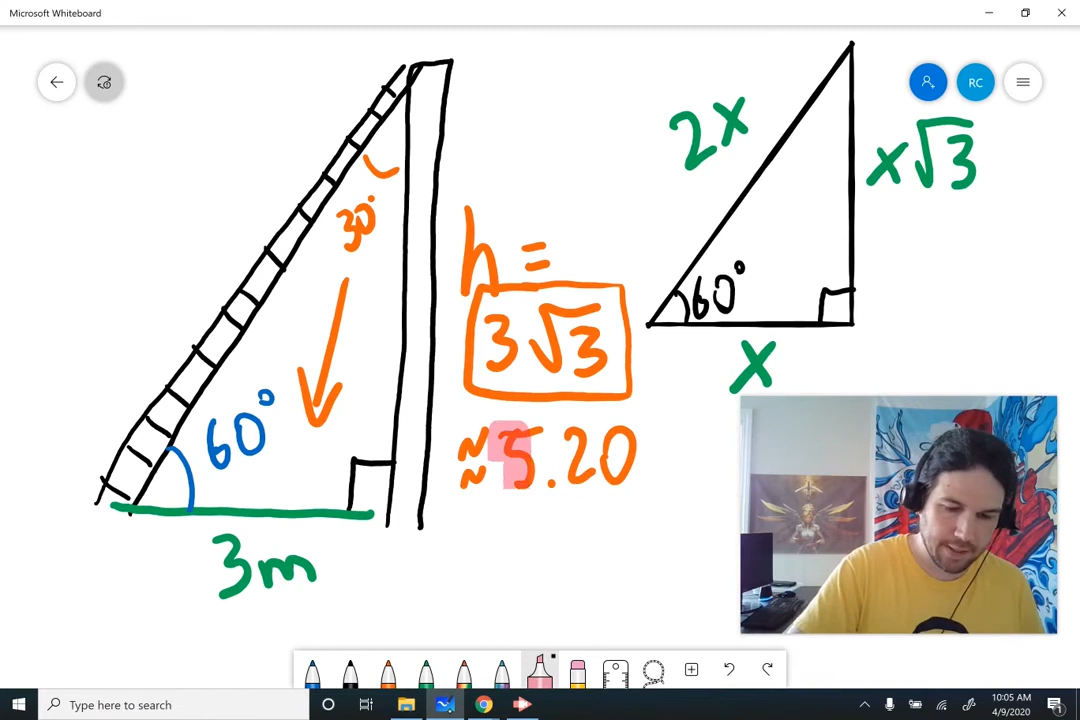 Microsoft Whiteboard
RC
30°
60°
3m
h =
3√3
≈5.20
2x
x√3
60°
x
Type here to search
10:05 AM
4/9/2020
1